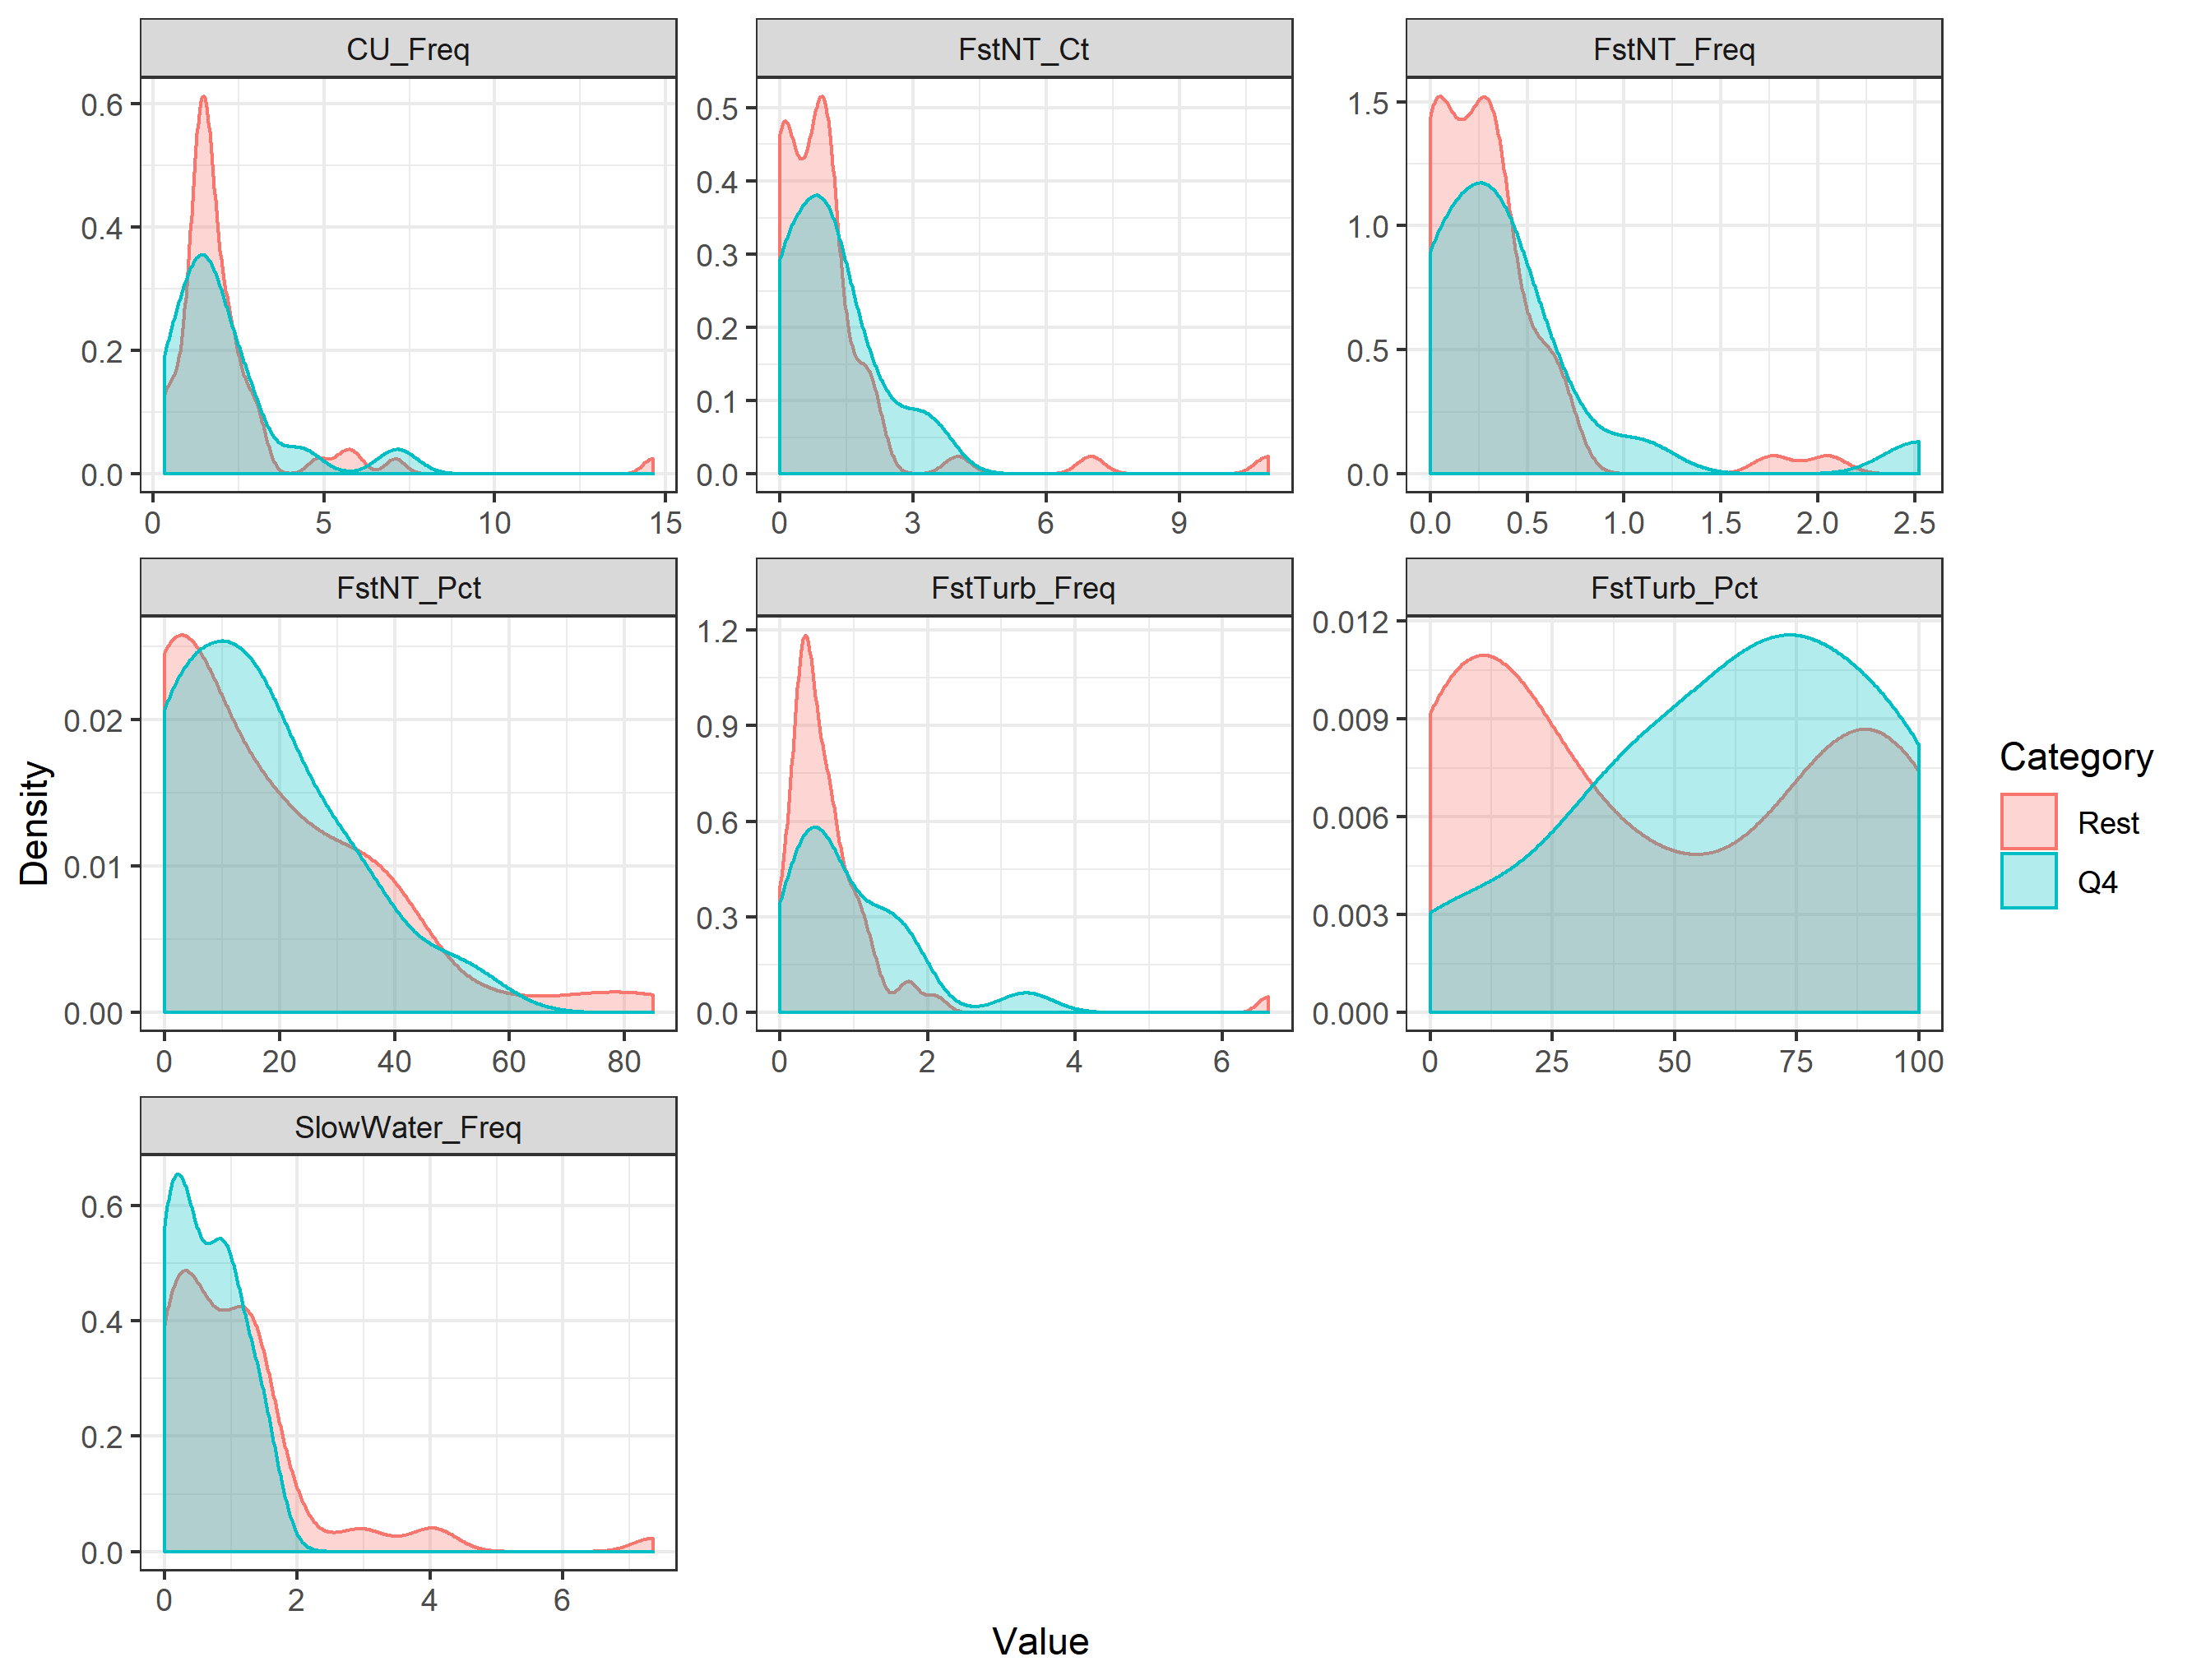 CU_Freq FstNT_Ct FstNT_Freq
0.6 0.5 1.5
0.4 0.4 1.0
0.2 0.3 0.5
0.0 0.2 0.0
0.1
0.0
0 5 10 15 0 3 6 9 0.0 0.5 1.0 1.5 2.0 2.5
FstNT_Pct FstTurb_Freq FstTurb_Pct
0.02 1.2 0.012
0.01 0.9 0.009
0.00 0.6 0.006
0.3 0.003
0.0 0.000
0 20 40 60 80 0 2 4 6 0 25 50 75 100
SlowWater_Freq
0.6
0.4
0.2
0.0
0 2 4 6
Density
Value
Category
Rest
Q4